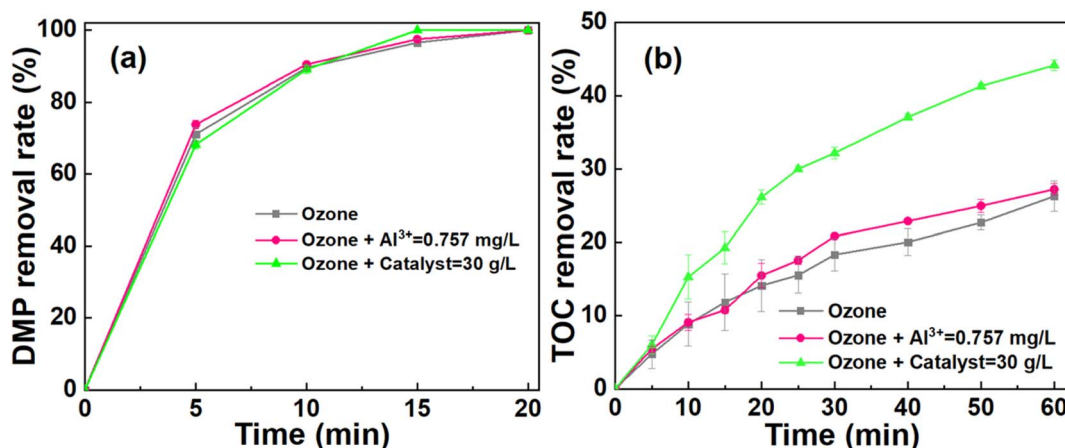 (a)
DMP removal rate (%)
100
80
60
40
20
0
Ozone
Ozone + Al³⁺=0.757 mg/L
Ozone + Catalyst=30 g/L
0 5 10 15 20
Time (min)
(b)
TOC removal rate (%)
50
40
30
20
10
0
Ozone
Ozone + Al³⁺=0.757 mg/L
Ozone + Catalyst=30 g/L
0 10 20 30 40 50 60
Time (min)